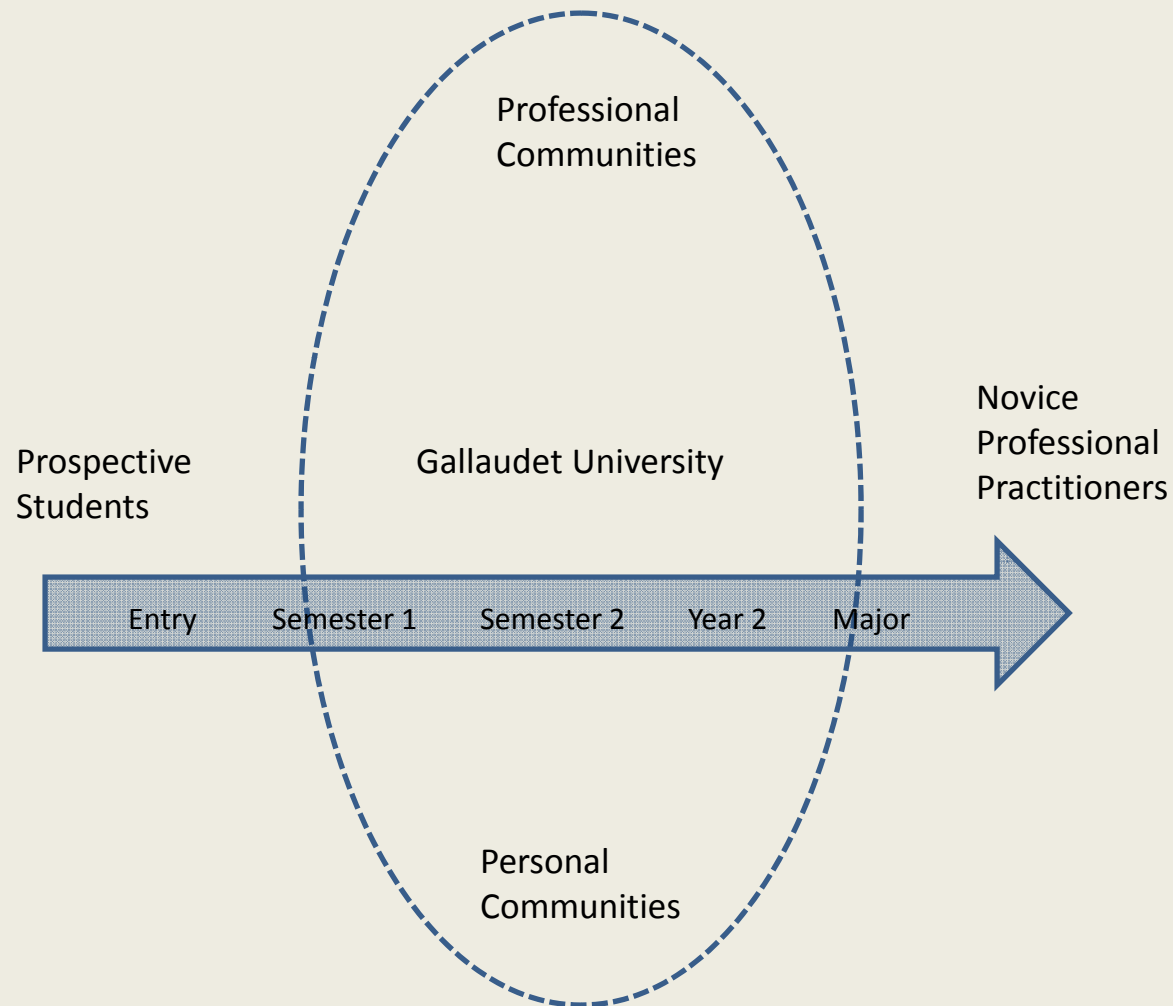 Professional
Communities
Novice
Professional
Practitioners
Prospective
Students
Gallaudet University
Entry Semester 1 Semester 2 Year 2 Major
Personal
Communities